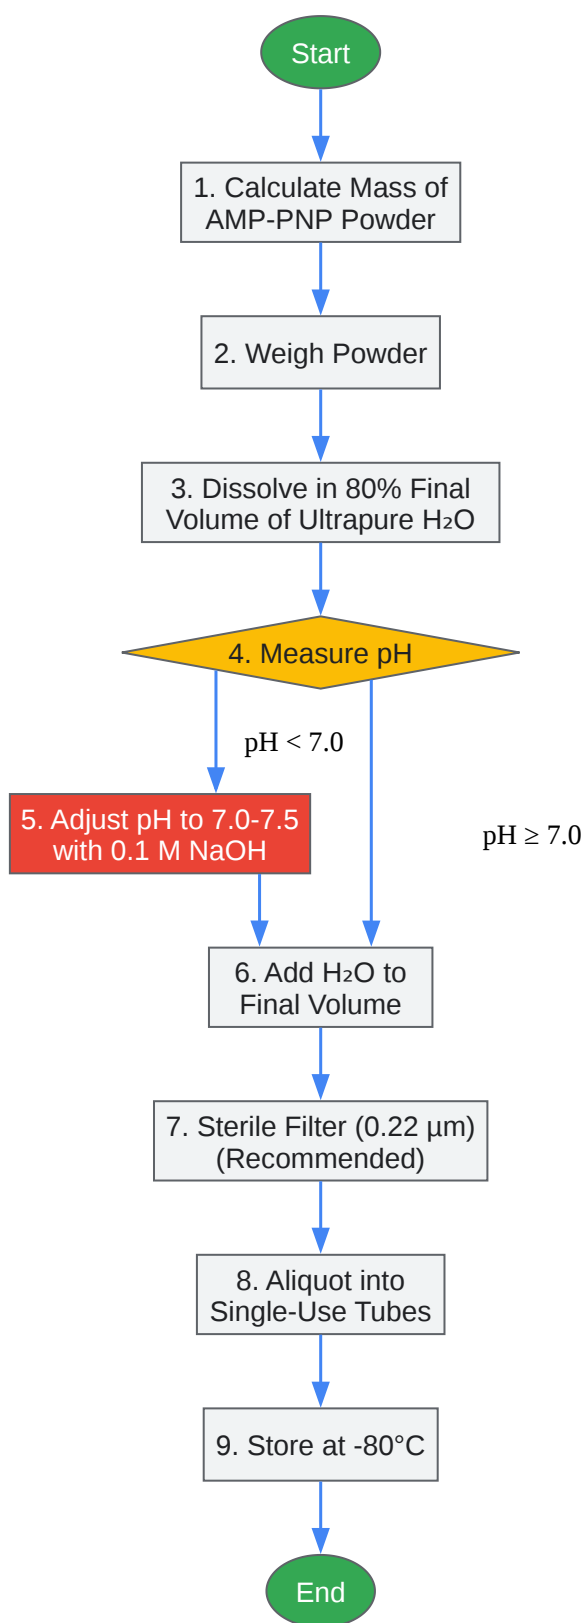 Start
1. Calculate Mass of
AMP-PNP Powder
2. Weigh Powder
3. Dissolve in 80% Final
Volume of Ultrapure H₂O
4. Measure pH
pH < 7.0
5. Adjust pH to 7.0-7.5
with 0.1 M NaOH
pH ≥ 7.0
6. Add H₂O to
Final Volume
7. Sterile Filter (0.22 µm)
(Recommended)
8. Aliquot into
Single-Use Tubes
9. Store at -80°C
End